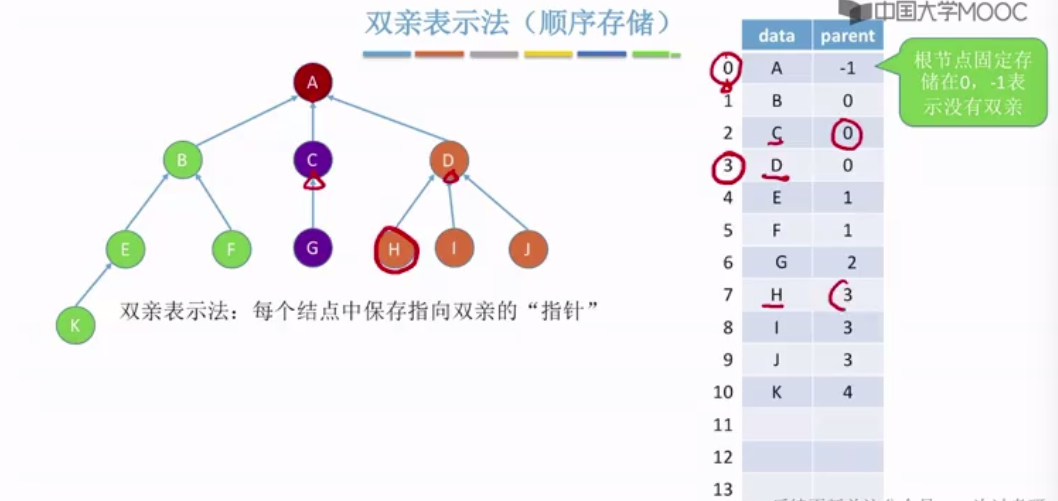 双亲表示法（顺序存储）
中国大学MOOC
A
B
C
D
E
F
G
H
I
J
K
双亲表示法：每个结点中保存指向双亲的“指针”
data parent
0 A -1
1 B 0
2 C 0
3 D 0
4 E 1
5 F 1
6 G 2
7 H 3
8 I 3
9 J 3
10 K 4
11
12
13
根节点固定存
储在0，-1表
示没有双亲